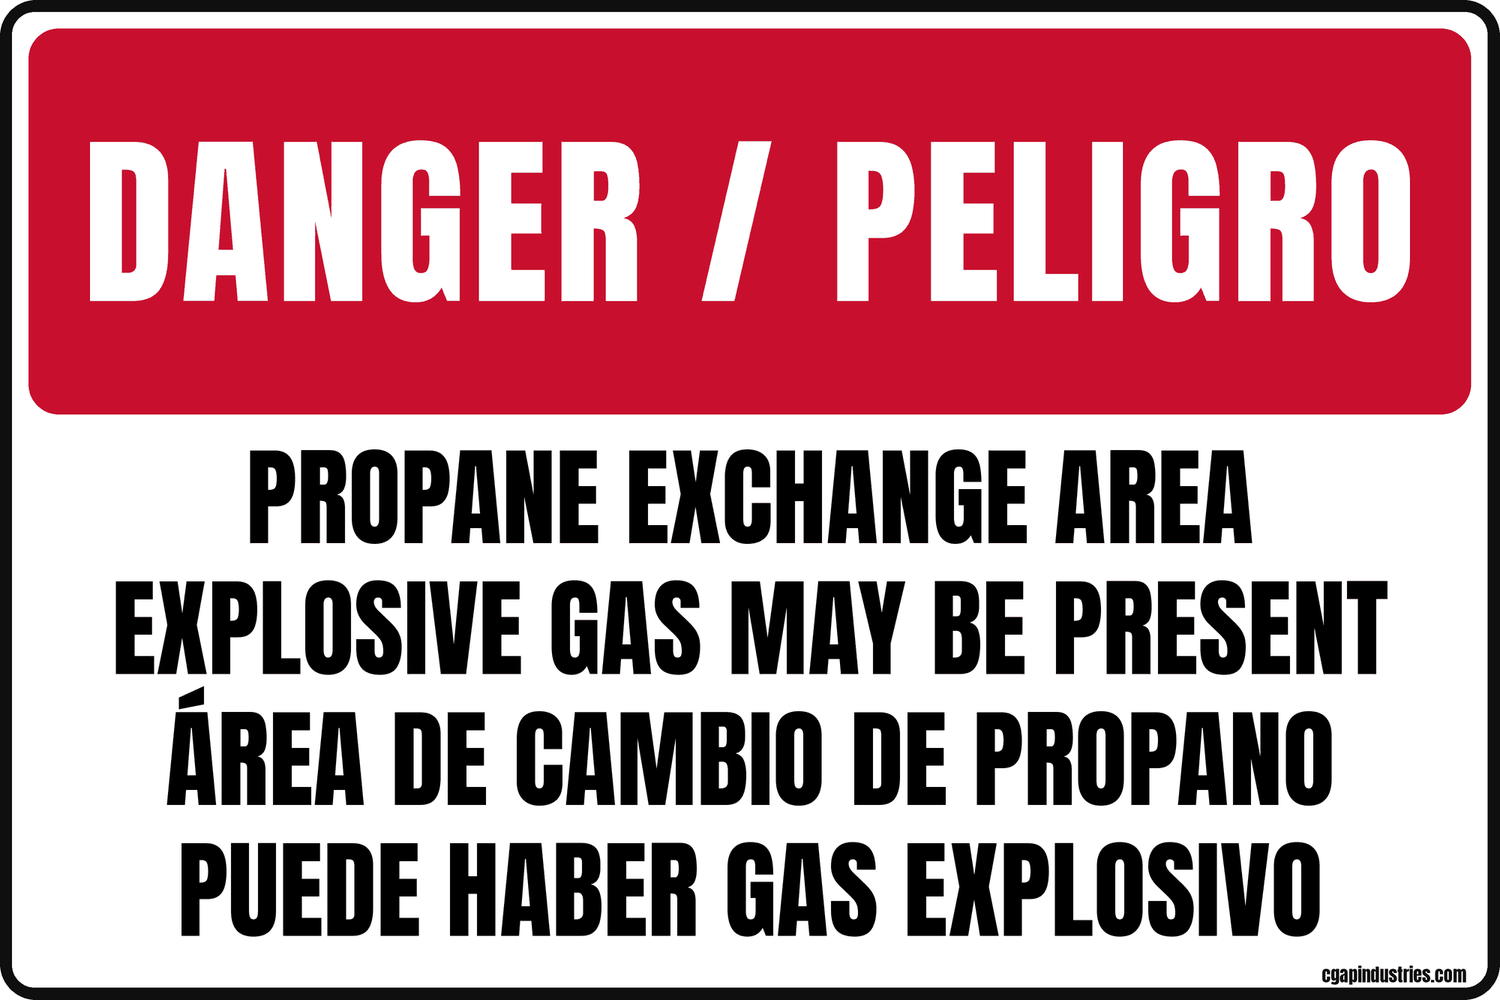 DANGER / PELIGRO
PROPANE EXCHANGE AREA
EXPLOSIVE GAS MAY BE PRESENT
ÁREA DE CAMBIO DE PROPANO
PUEDE HABER GAS EXPLOSIVO
cgapindustries.com